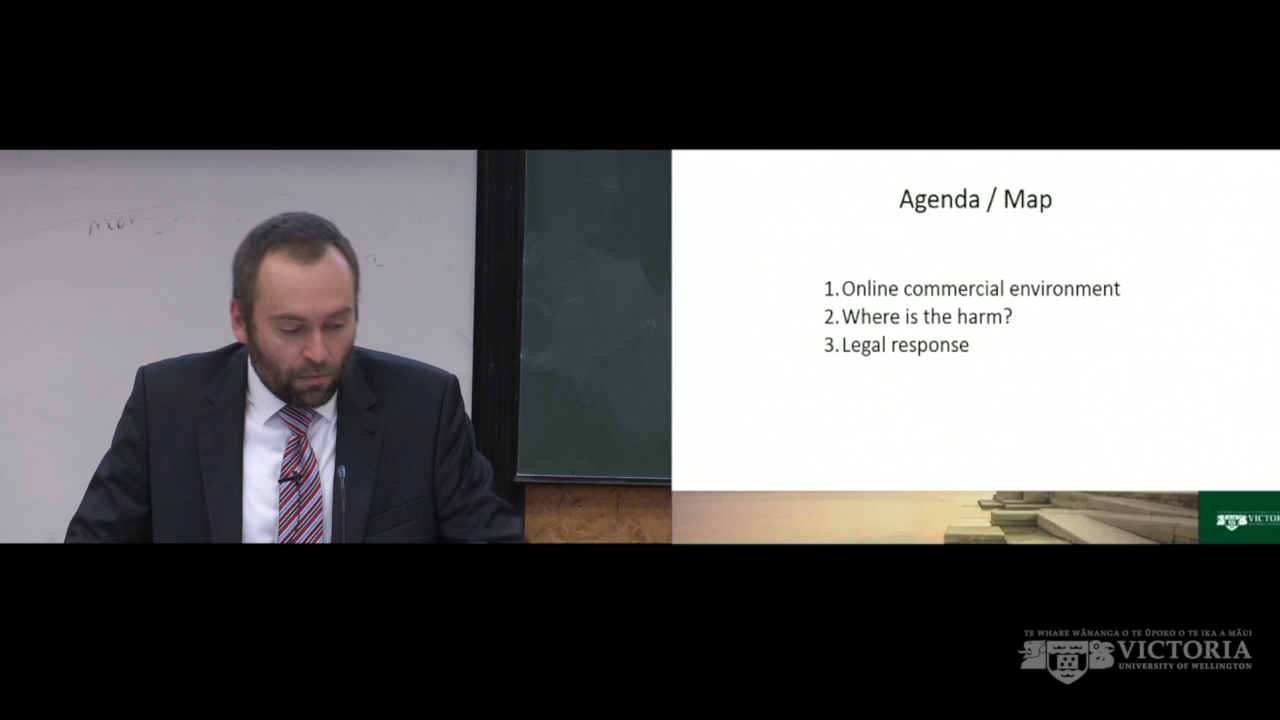 Agenda / Map
1. Online commercial environment
2. Where is the harm?
3. Legal response
TE WHARE WĀNANGA O TE ŪPOKO O TE IKA A MĀUI
VICTORIA
UNIVERSITY OF WELLINGTON